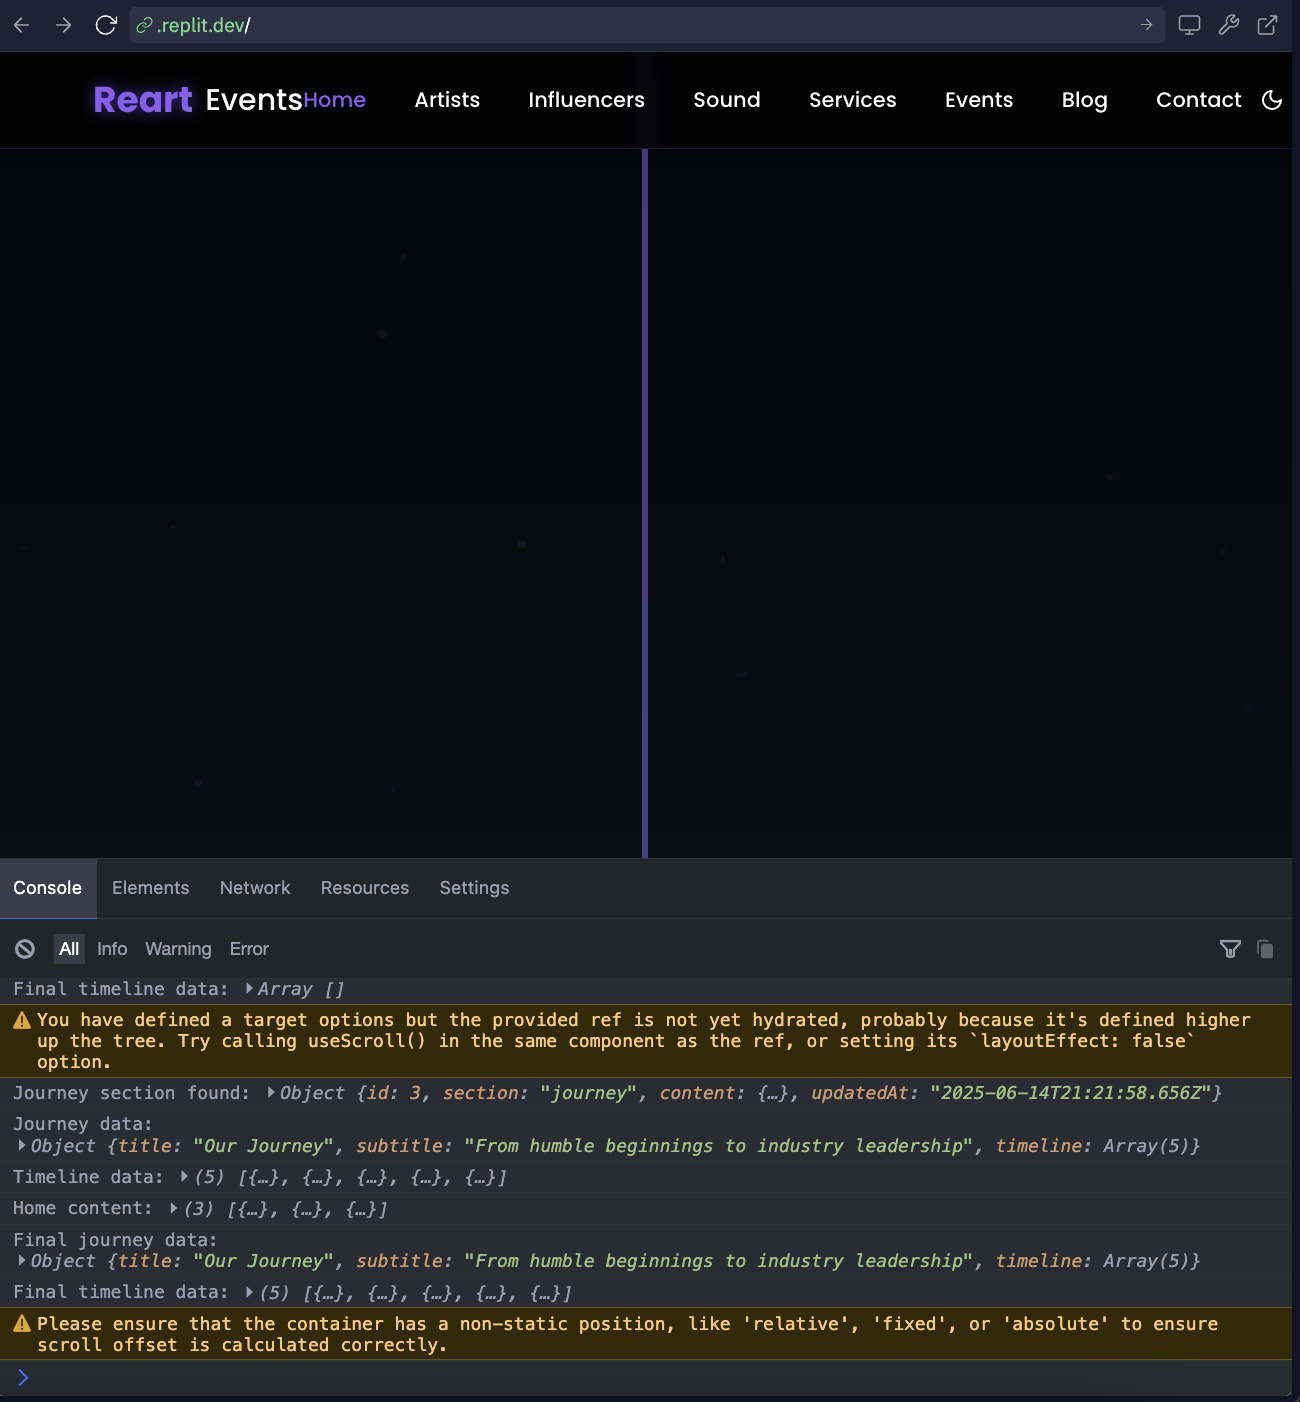 .replit.dev/
Reart Events Home Artists Influencers Sound Services Events Blog Contact
Console Elements Network Resources Settings
All Info Warning Error
Final timeline data: Array []
You have defined a target options but the provided ref is not yet hydrated, probably because it's defined higher
up the tree. Try calling useScroll() in the same component as the ref, or setting its `layoutEffect: false`
option.
Journey section found: Object {id: 3, section: "journey", content: {…}, updatedAt: "2025-06-14T21:21:58.656Z"}
Journey data:
Object {title: "Our Journey", subtitle: "From humble beginnings to industry leadership", timeline: Array(5)}
Timeline data: (5) [{…}, {…}, {…}, {…}, {…}]
Home content: (3) [{…}, {…}, {…}]
Final journey data:
Object {title: "Our Journey", subtitle: "From humble beginnings to industry leadership", timeline: Array(5)}
Final timeline data: (5) [{…}, {…}, {…}, {…}, {…}]
Please ensure that the container has a non-static position, like 'relative', 'fixed', or 'absolute' to ensure
scroll offset is calculated correctly.